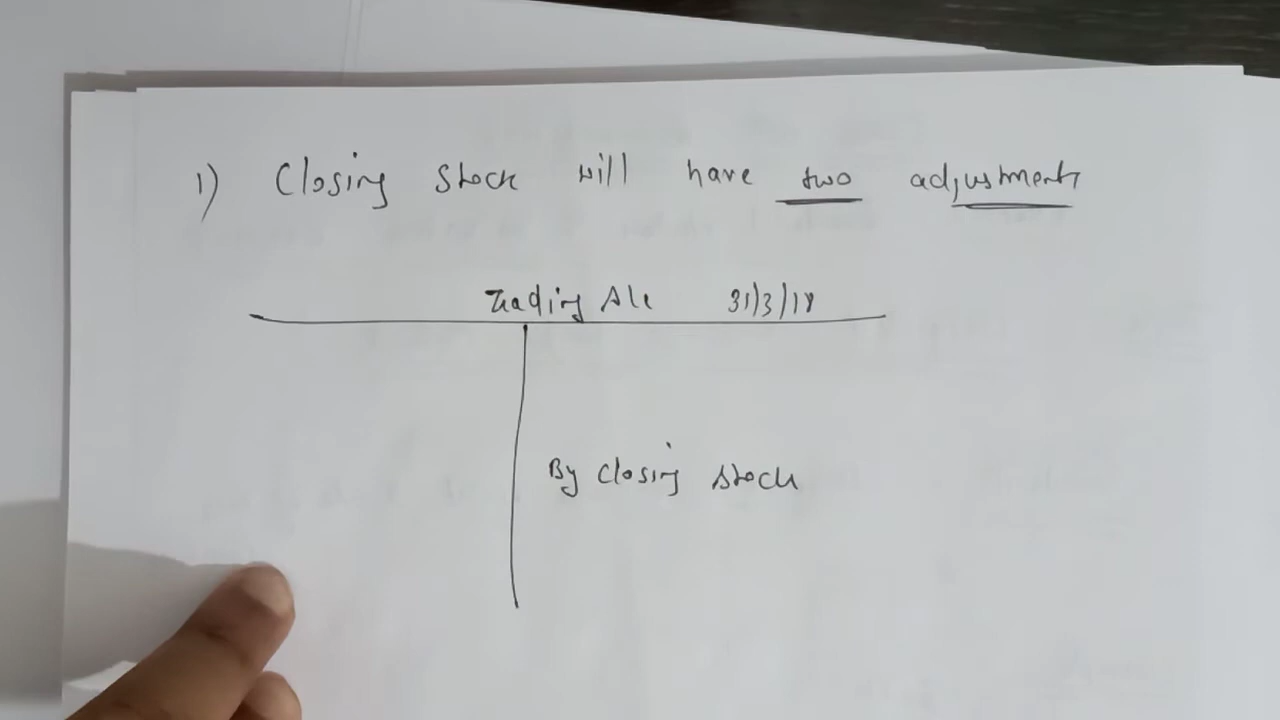 1) Closing Stock will have two adjustments
Trading A/c 31/3/18
By Closing Stock